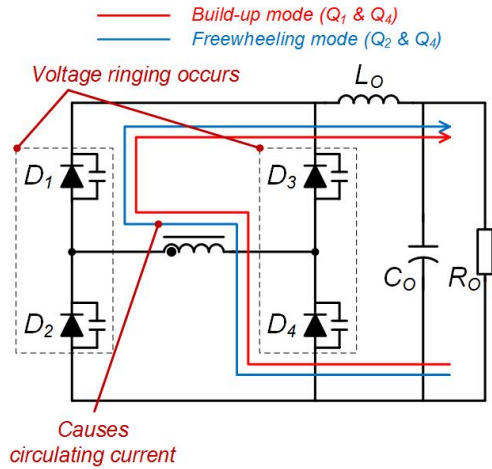 Build-up mode (Q1 & Q4)
Freewheeling mode (Q2 & Q4)
Voltage ringing occurs
LO
D1
D3
CO
RO
D2
D4
Causes
circulating current